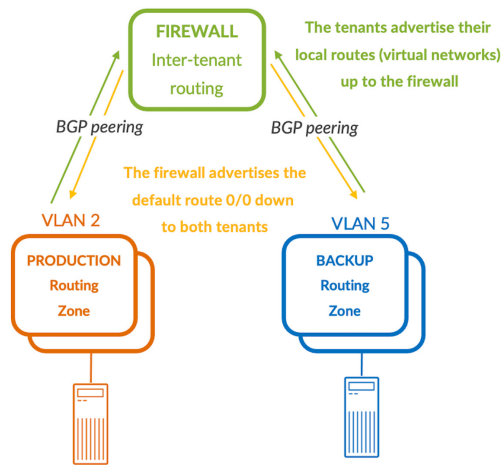 FIREWALL
Inter-tenant
routing
The tenants advertise their
local routes (virtual networks)
up to the firewall
BGP peering
BGP peering
The firewall advertises the
default route 0/0 down
to both tenants
VLAN 2
VLAN 5
PRODUCTION
Routing
Zone
BACKUP
Routing
Zone